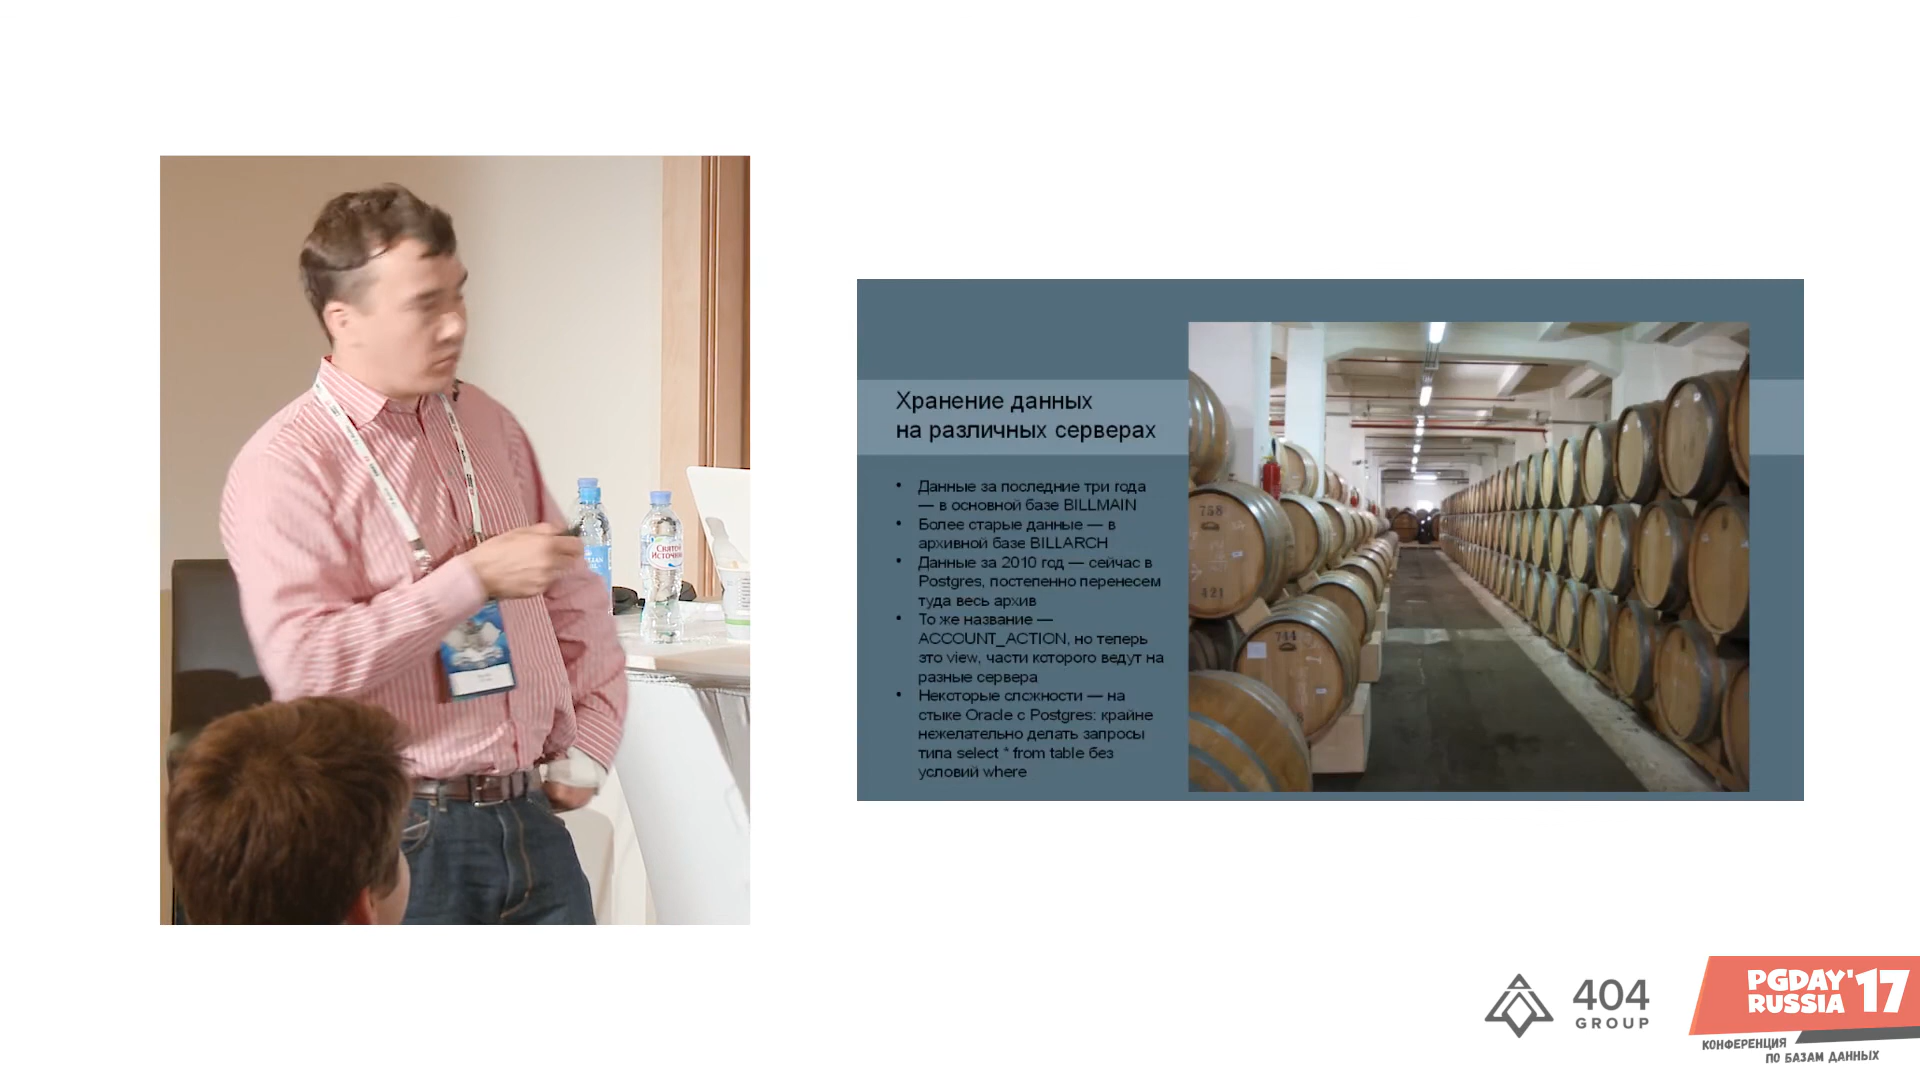 Хранение данных
на различных серверах
• Данные за последние три года
— в основной базе BILLMAIN
• Более старые данные — в
архивной базе BILLARCH
• Данные за 2010 год — сейчас в
Postgres, постепенно перенесем
туда весь архив
• То же название —
ACCOUNT_ACTION, но теперь
это view, части которого ведут на
разные сервера
• Некоторые сложности — на
стыке Oracle с Postgres: крайне
нежелательно делать запросы
типа select * from table без
условий where
758
421
744
Святой
Источник
404
GROUP
PGDAY'17
RUSSIA
КОНФЕРЕНЦИЯ
ПО БАЗАМ ДАННЫХ